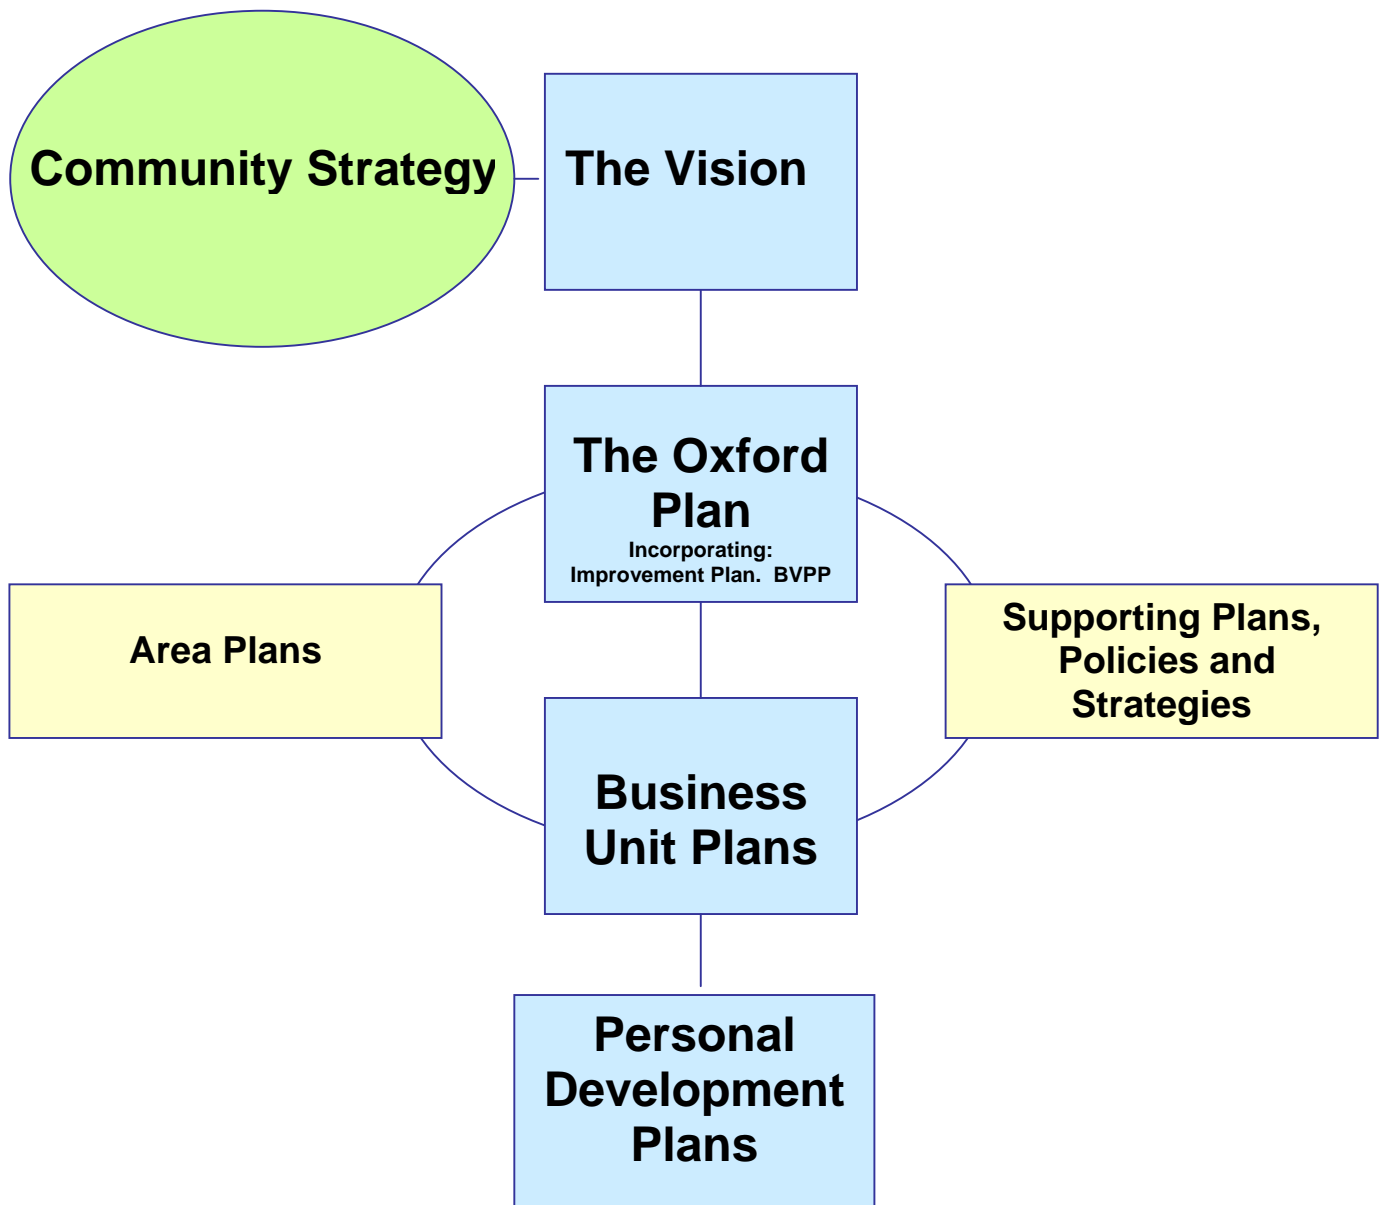 Community Strategy
The Vision
The Oxford
Plan
Incorporating:
Improvement Plan.  BVPP
Area Plans
Supporting Plans,
Policies and
Strategies
Business
Unit Plans
Personal
Development
Plans